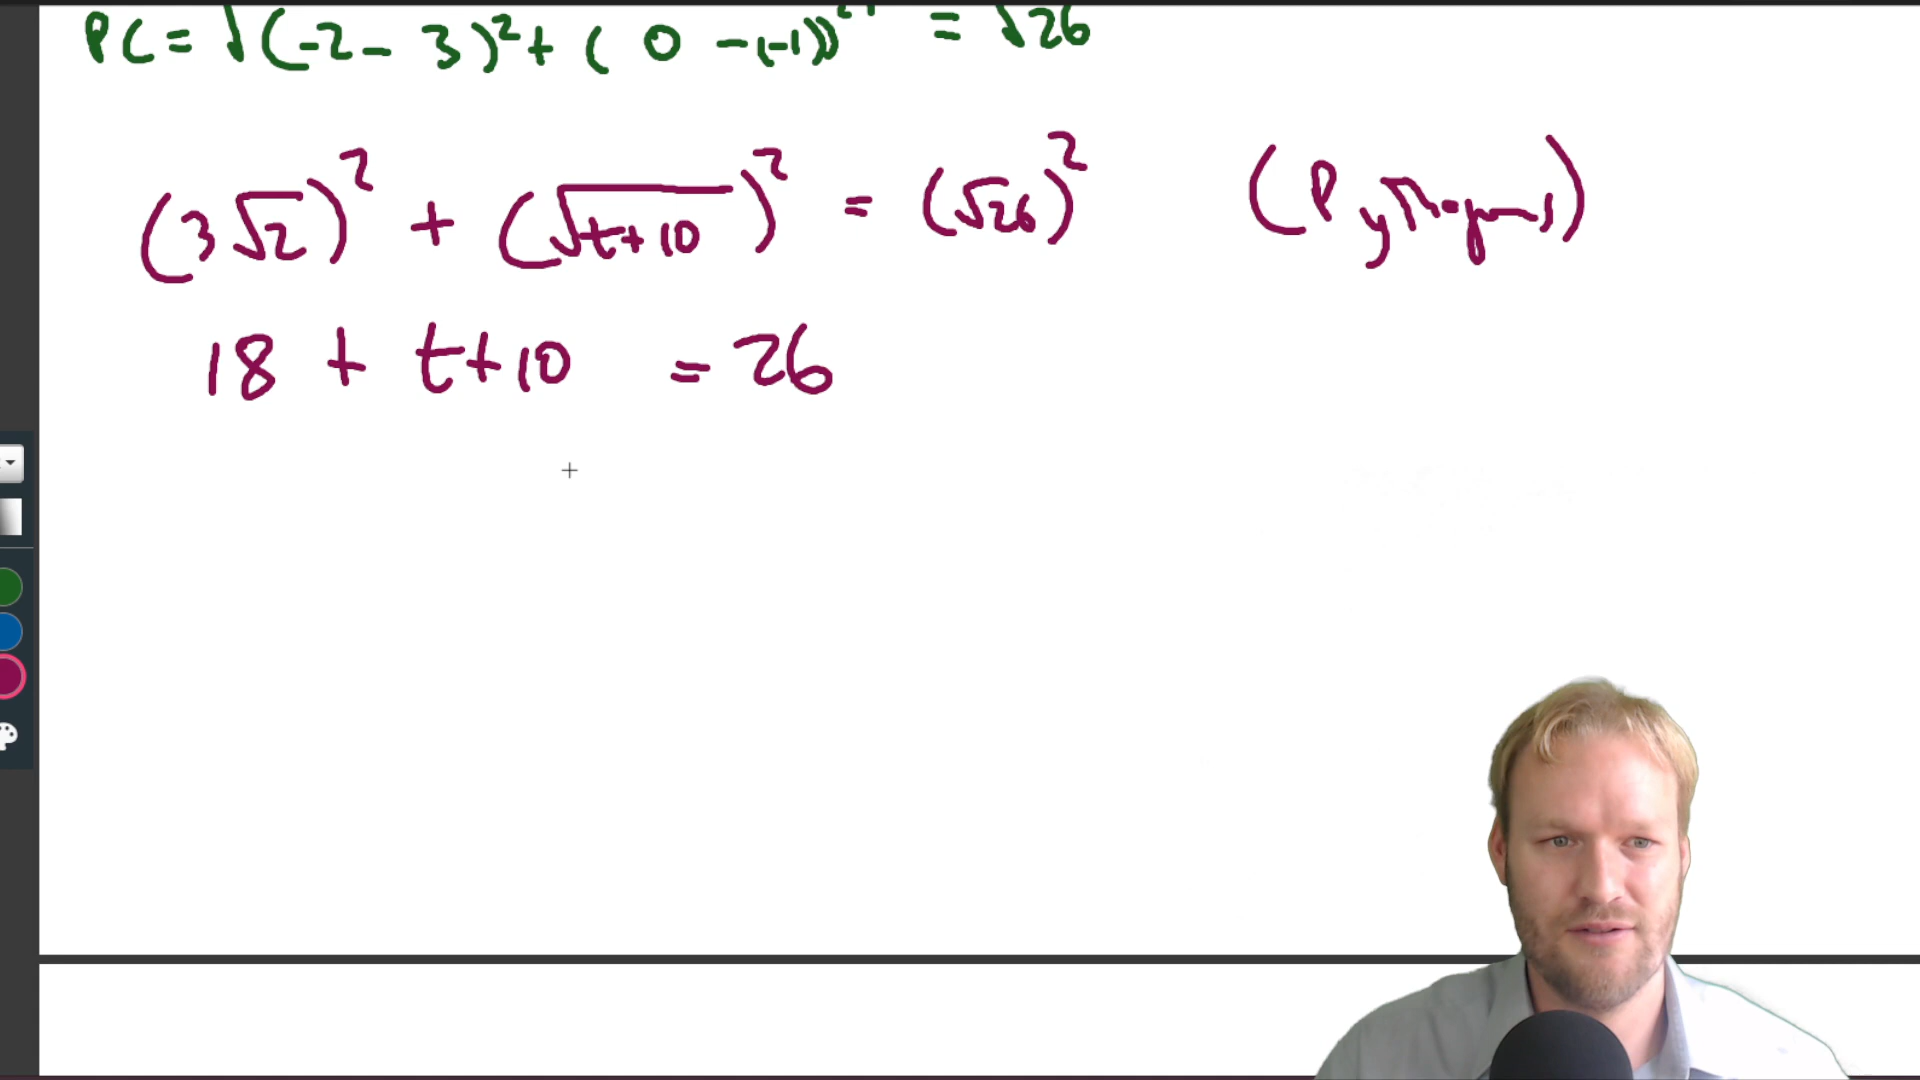 PC = √(-2 - 3)² + (0 - (-1))² = √26
(3√2)² + (√t+10)² = (√26)² (Pythagoras)
18 + t+10 = 26